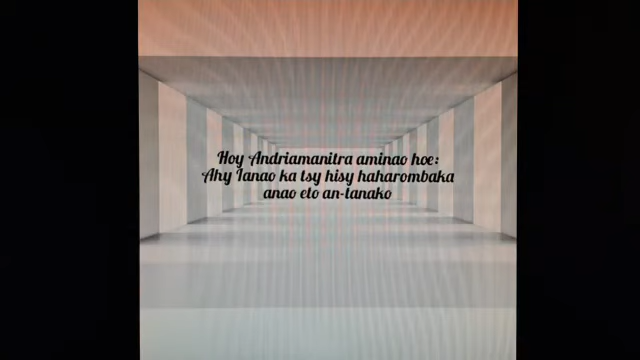 Hoy Andriamanitra aminao hoe:
Ahy Ianao ka tsy hisy haharombaka
anao eto an-tanako